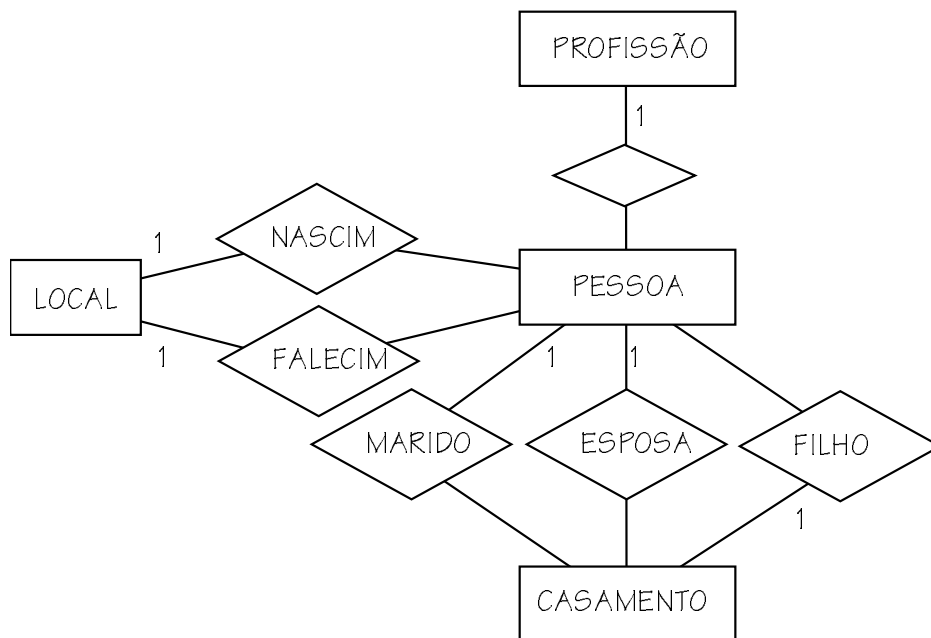 PROFISSÃO
1
1
NASCIM
PESSOA
LOCAL
1
FALECIM
1
1
MARIDO
ESPOSA
FILHO
1
CASAMENTO